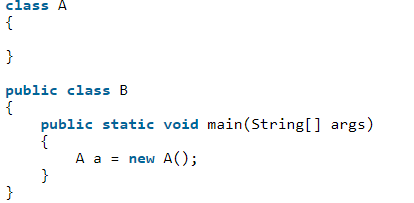 class A
{
}
public class B
{
    public static void main(String[] args)
    {
        A a = new A();
    }
}